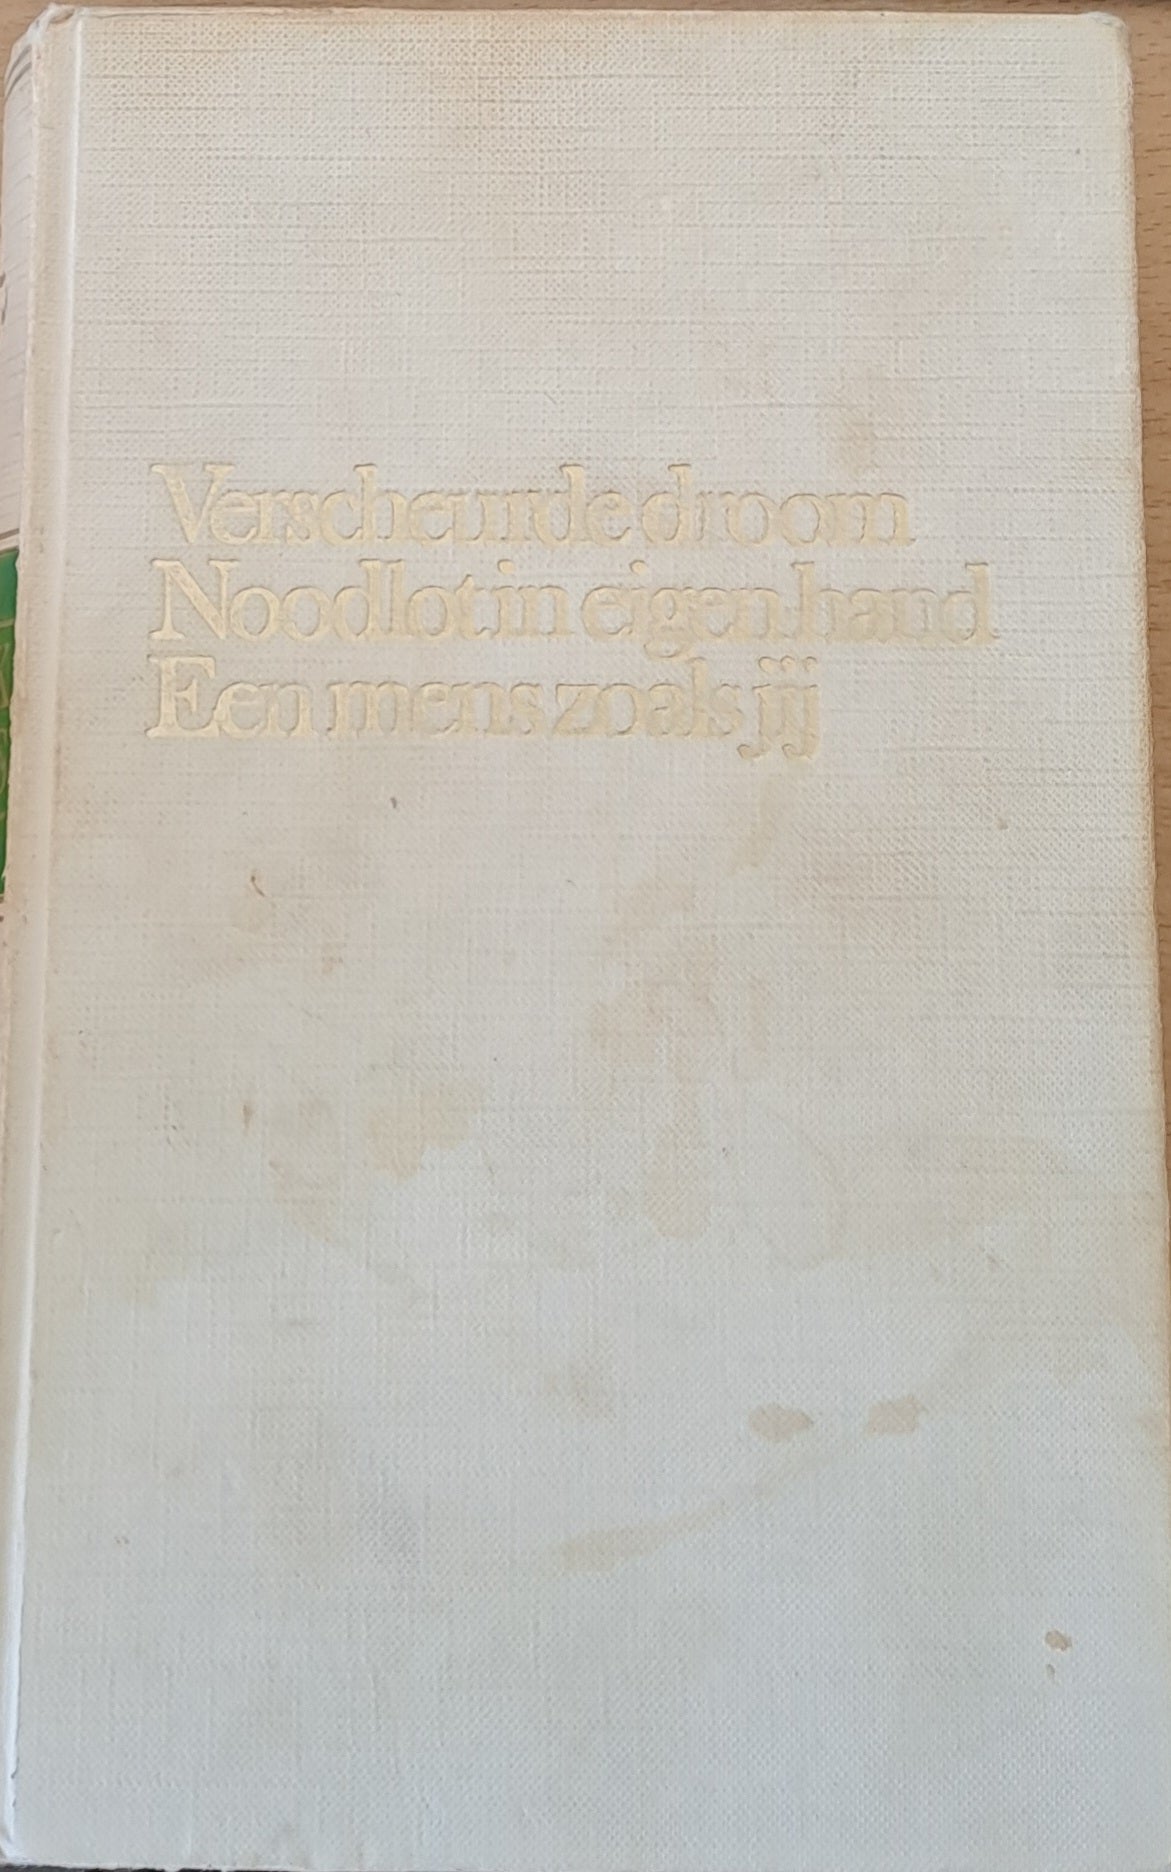 Verscheurde droom
Noodlot in eigen hand
Een mens zoals jij